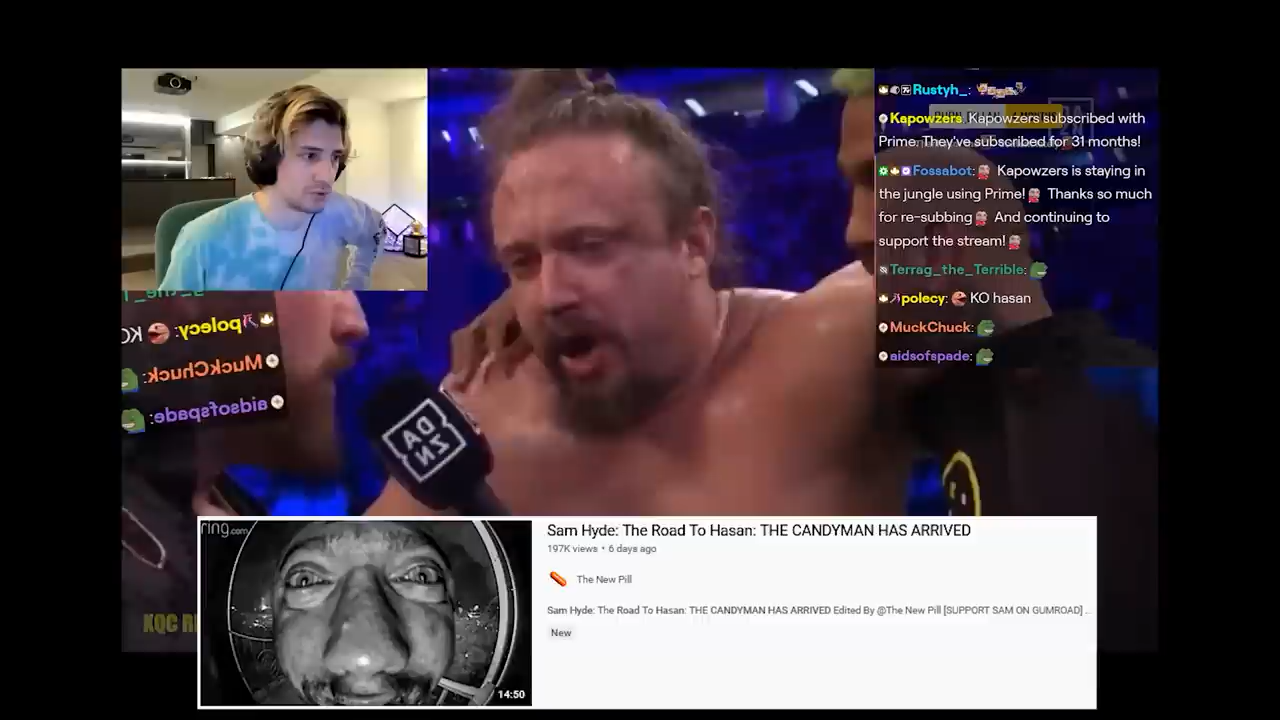 Rustyh_:
Kapowzers Kapowzers subscribed with
Prime. They've subscribed for 31 months!
Fossabot: Kapowzers is staying in
the jungle using Prime! Thanks so much
for re-subbing And continuing to
support the stream!
Terrag_the_Terrible:
polecy: KO hasan
MuckChuck:
aidsofspade:
polecy: KO
MuckChuck:
aidsofspade:
DA
ZN
ring.com
14:50
Sam Hyde: The Road To Hasan: THE CANDYMAN HAS ARRIVED
197K views • 6 days ago
The New Pill
Sam Hyde: The Road To Hasan: THE CANDYMAN HAS ARRIVED Edited By @The New Pill [SUPPORT SAM ON GUMROAD] ...
New